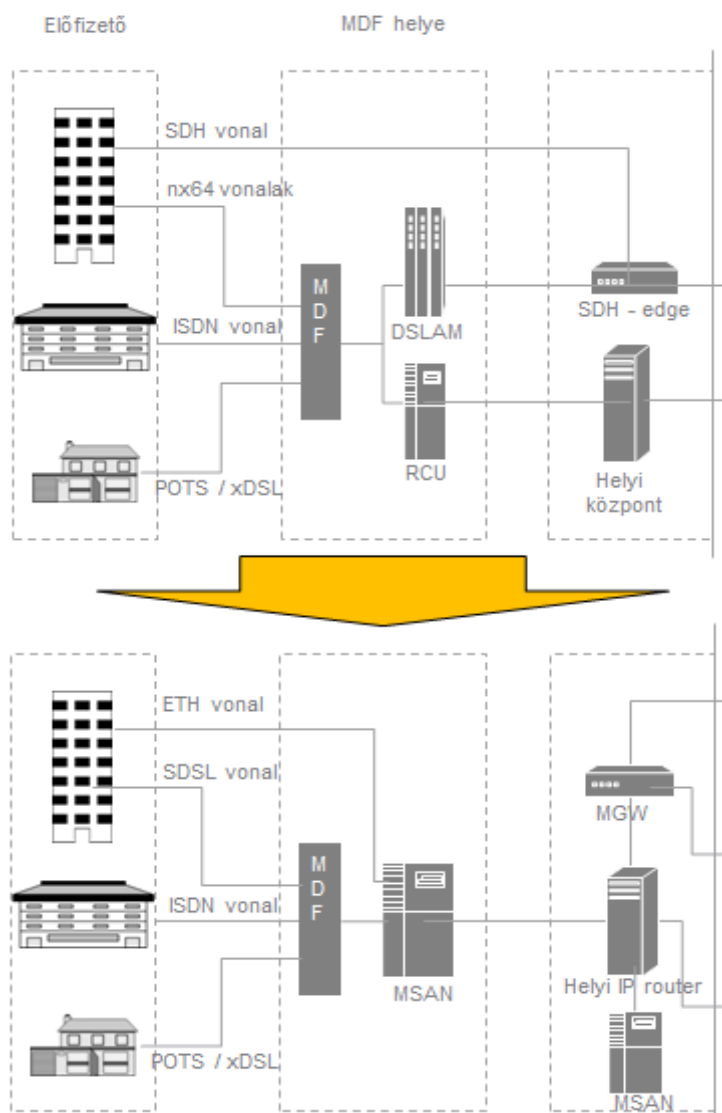 Előfizető
MDF helye
SDH vonal
nx64 vonalak
M
D
F
ISDN vonal
DSLAM
SDH - edge
RCU
POTS / xDSL
Helyi
központ
ETH vonal
SDSL vonal
MGW
M
D
F
ISDN vonal
MSAN
Helyi IP router
POTS / xDSL
MSAN